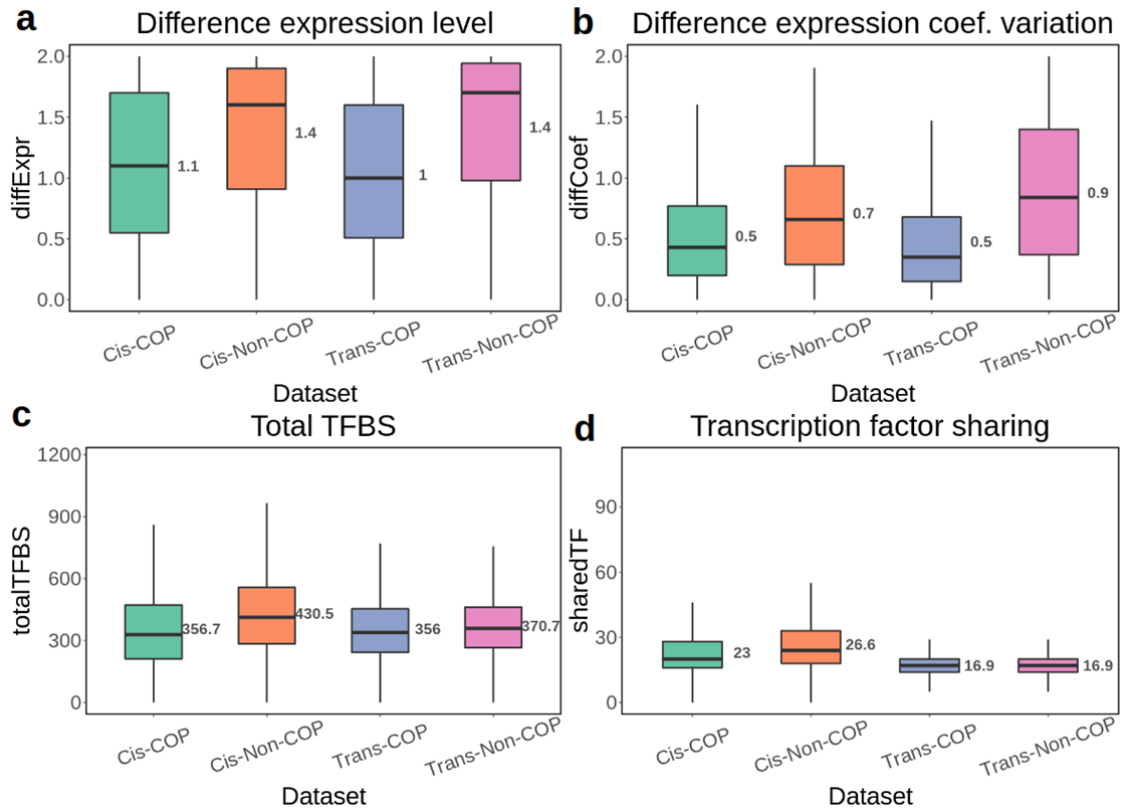 a Difference expression level
diffExpr
2.0
1.5
1.0
0.5
0.0
1.1
1.4
1
1.4
Cis-COP
Cis-Non-COP
Trans-COP
Trans-Non-COP
Dataset
b Difference expression coef. variation
diffCoef
2.0
1.5
1.0
0.5
0.0
0.5
0.7
0.5
0.9
Cis-COP
Cis-Non-COP
Trans-COP
Trans-Non-COP
Dataset
c Total TFBS
totalTFBS
1200
900
600
300
0
356.7
430.5
356
370.7
Cis-COP
Cis-Non-COP
Trans-COP
Trans-Non-COP
Dataset
d Transcription factor sharing
sharedTF
90
60
30
0
23
26.6
16.9
16.9
Cis-COP
Cis-Non-COP
Trans-COP
Trans-Non-COP
Dataset